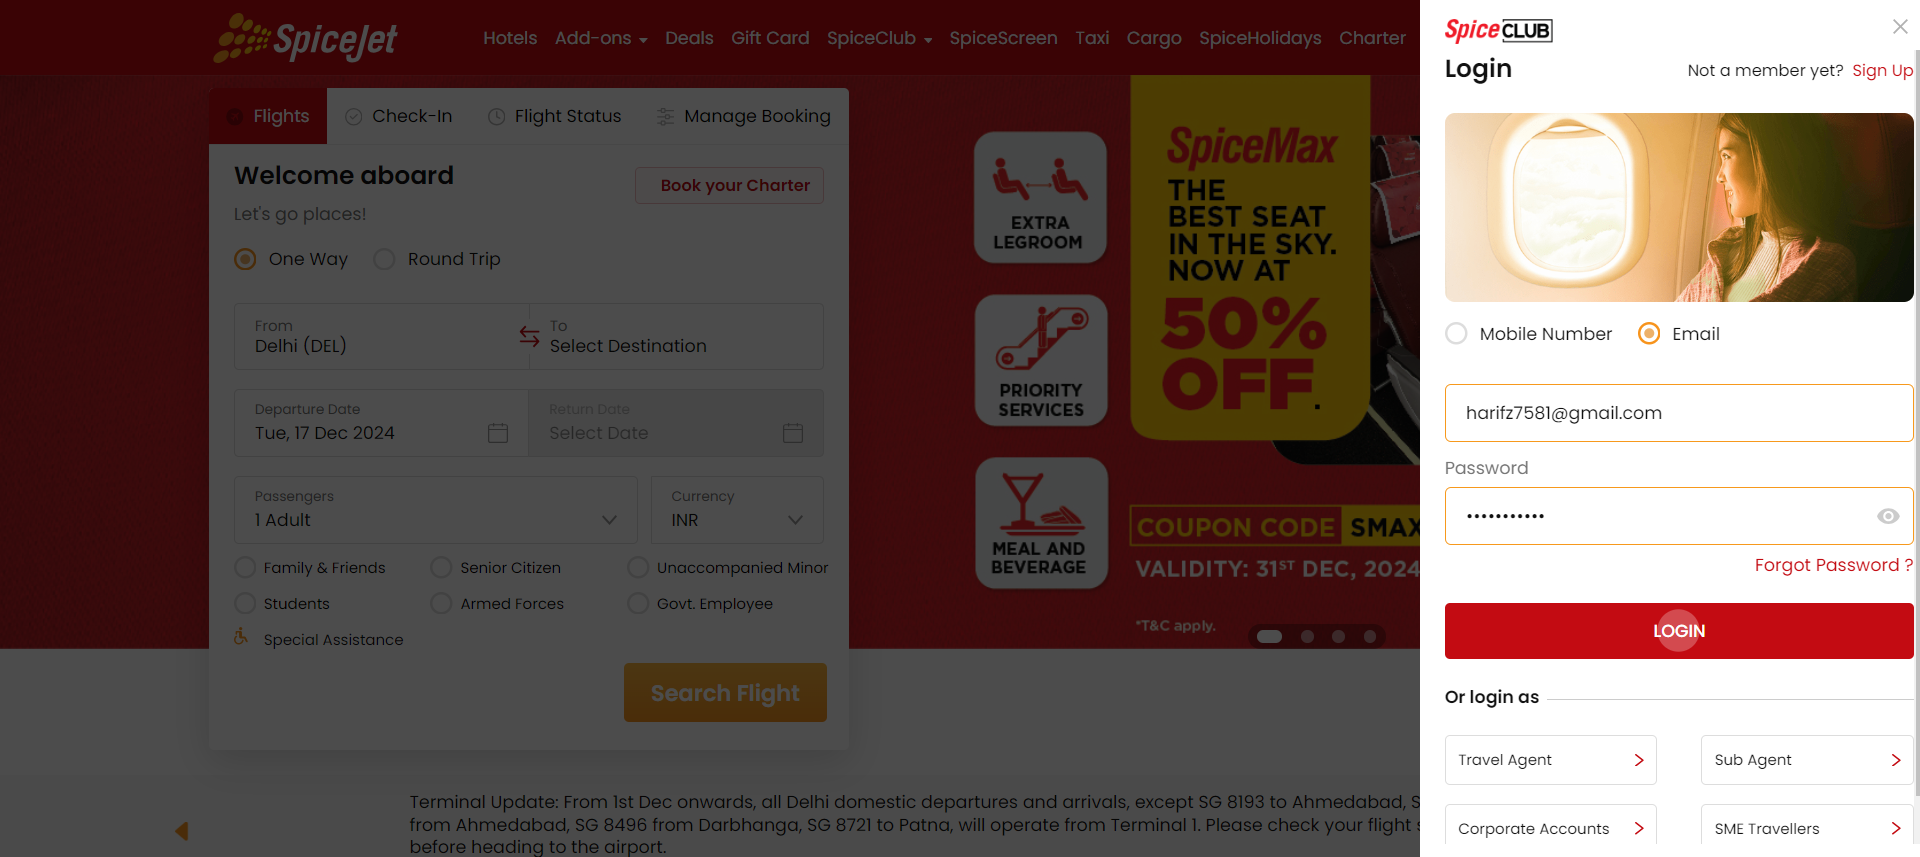 SpiceJet
Hotels
Add-ons
Deals
Gift Card
SpiceClub
SpiceScreen
Taxi
Cargo
SpiceHolidays
Charter
Flights
Check-In
Flight Status
Manage Booking
Welcome aboard
Book your Charter
Let's go places!
One Way
Round Trip
From
To
Delhi (DEL)
Select Destination
Departure Date
Return Date
Tue, 17 Dec 2024
Select Date
Passengers
Currency
1 Adult
INR
Family & Friends
Senior Citizen
Unaccompanied Minor
Students
Armed Forces
Govt. Employee
Special Assistance
Search Flight
EXTRA
LEGROOM
PRIORITY
SERVICES
MEAL AND
BEVERAGE
SpiceMax
THE
BEST SEAT
IN THE SKY.
NOW AT
50%
OFF.
COUPON CODE SMAX
VALIDITY: 31ST DEC, 2024
*T&C apply.
Terminal Update: From 1st Dec onwards, all Delhi domestic departures and arrivals, except SG 8193 to Ahmedabad, S
from Ahmedabad, SG 8496 from Darbhanga, SG 8721 to Patna, will operate from Terminal 1. Please check your flight s
before heading to the airport.
SpiceCLUB
Login
Not a member yet? Sign Up
Mobile Number
Email
harifz7581@gmail.com
Password
•••••••••••
Forgot Password ?
LOGIN
Or login as
Travel Agent
Sub Agent
Corporate Accounts
SME Travellers